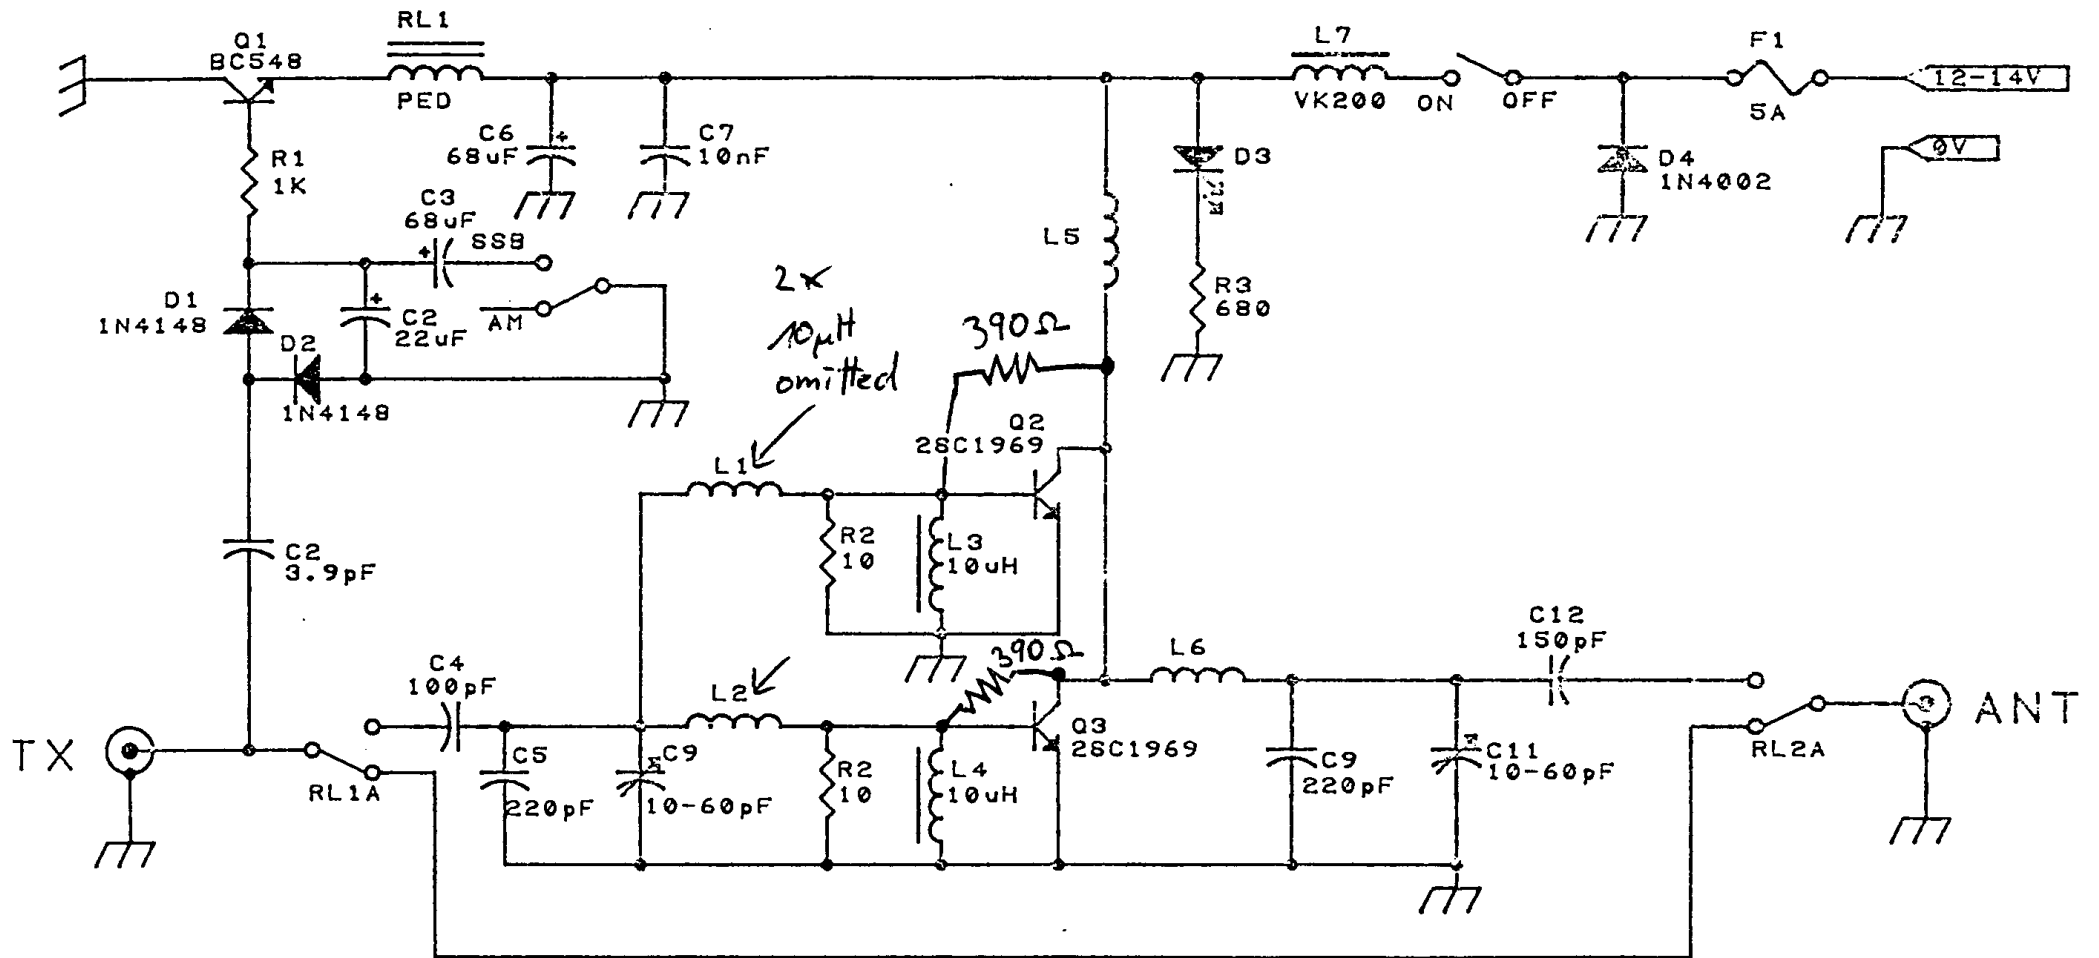 RL1
Q1
BC548
PED
L7
VK200
ON
OFF
F1
5A
12-14V
0V
C6
+
68uF
C7
10nF
D3
D4
1N4002
R1
1K
C3
68uF
+
SSB
AM
L5
R3
680
D1
1N4148
+
C2
22uF
D2
1N4148
2x
10µH
omitted
390Ω
Q2
2SC1969
L1
R2
10
L3
10uH
C2
3.9pF
390Ω
C12
150pF
L6
C4
100pF
L2
Q3
2SC1969
TX
RL1A
C5
220pF
C9
10-60pF
R2
10
L4
10uH
C9
220pF
C11
10-60pF
RL2A
ANT